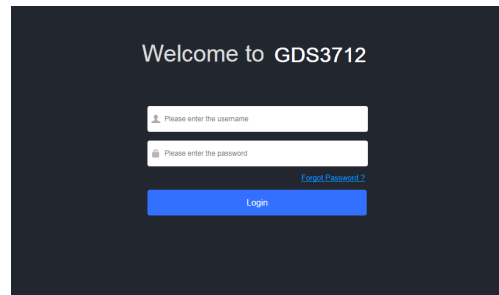 Welcome to GDS3712
Please enter the username
Please enter the password
Forgot Password ?
Login